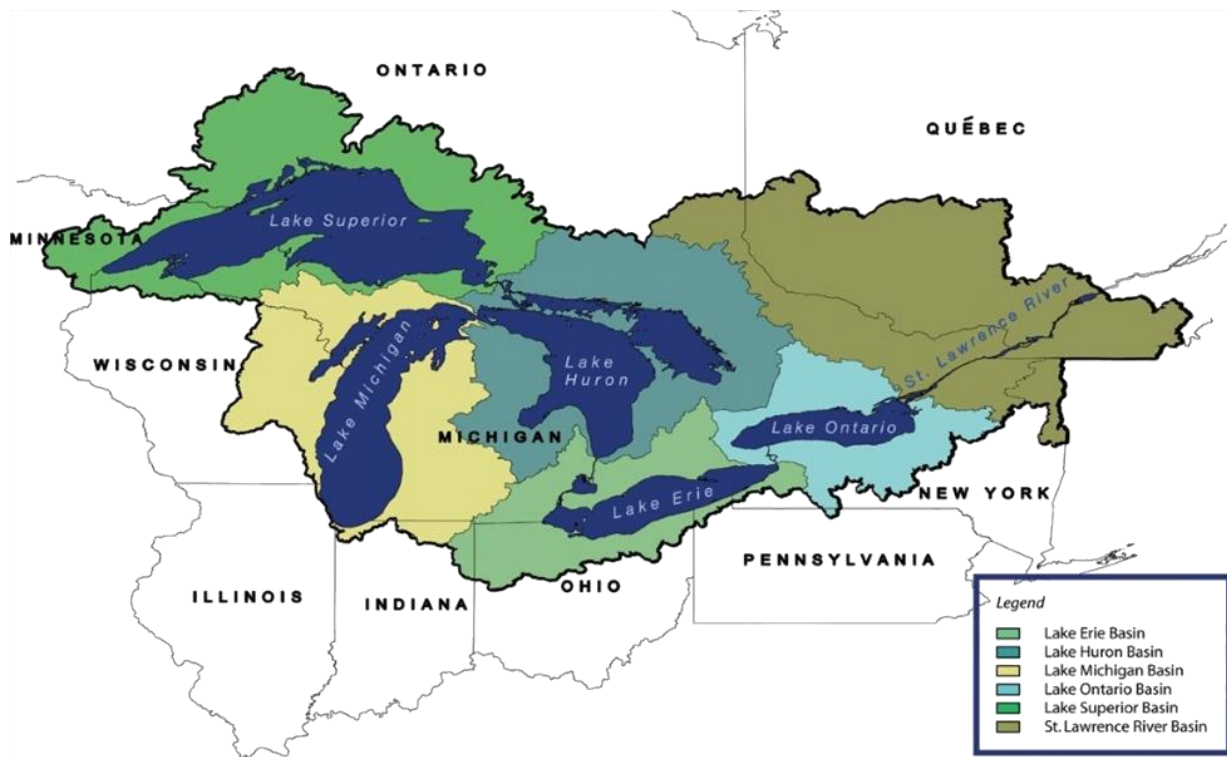 ONTARIO
QUÉBEC
Lake Superior
MINNESOTA
St. Lawrence River
WISCONSIN
Lake Michigan
Lake
Huron
MICHIGAN
Lake Ontario
Lake Erie
NEW YORK
PENNSYLVANIA
ILLINOIS
INDIANA
OHIO
Legend
Lake Erie Basin
Lake Huron Basin
Lake Michigan Basin
Lake Ontario Basin
Lake Superior Basin
St. Lawrence River Basin